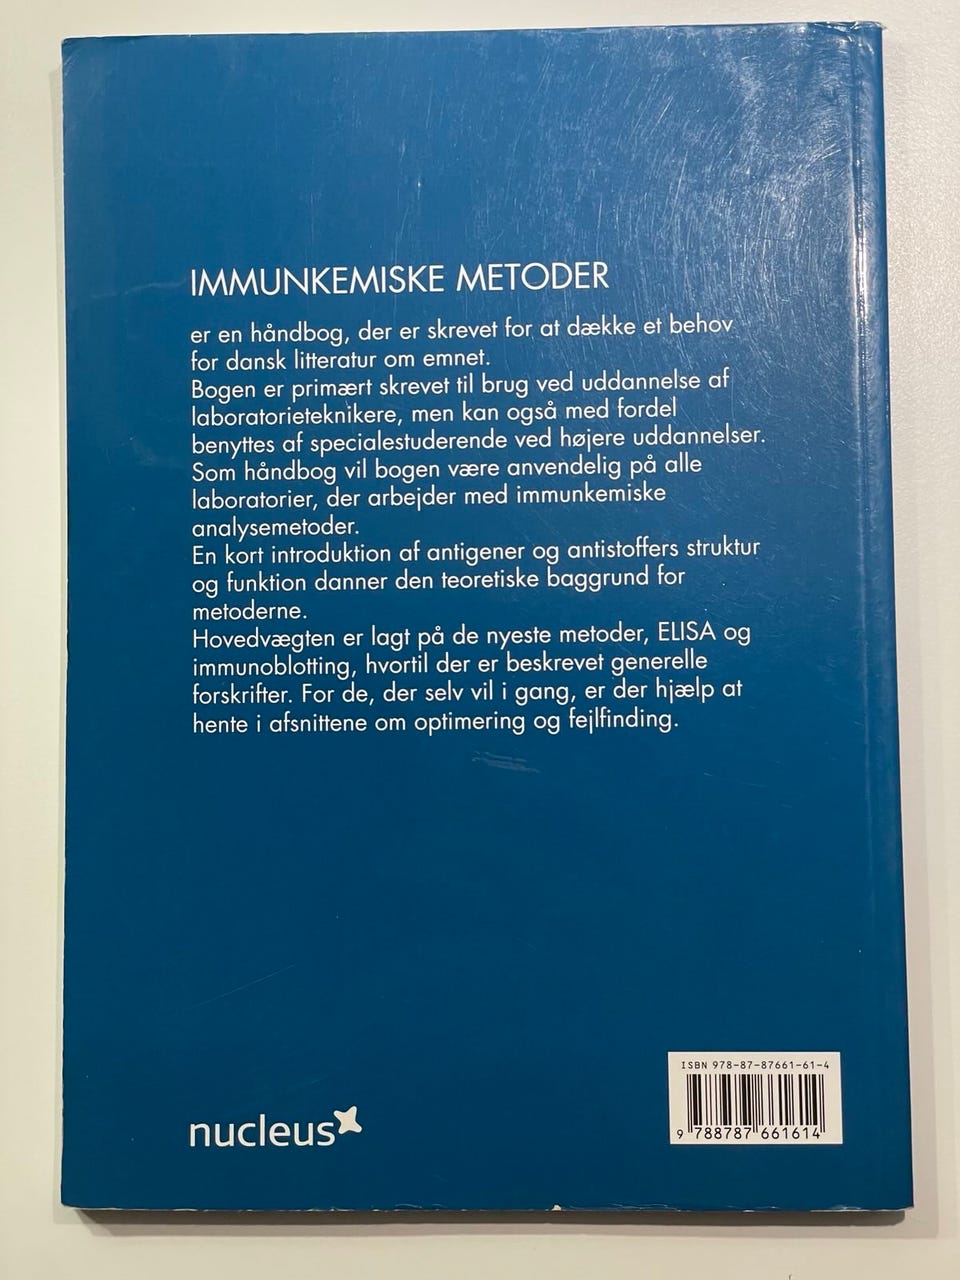 IMMUNKEMISKE METODER
er en håndbog, der er skrevet for at dække et behov
for dansk litteratur om emnet.
Bogen er primært skrevet til brug ved uddannelse af
laboratorieteknikere, men kan også med fordel
benyttes af specialestuderende ved højere uddannelser.
Som håndbog vil bogen være anvendelig på alle
laboratorier, der arbejder med immunkemiske
analysemetoder.
En kort introduktion af antigener og antistoffers struktur
og funktion danner den teoretiske baggrund for
metoderne.
Hovedvægten er lagt på de nyeste metoder, ELISA og
immunoblotting, hvortil der er beskrevet generelle
forskrifter. For de, der selv vil i gang, er der hjælp at
hente i afsnittene om optimering og fejlfinding.
ISBN 978-87-87661-61-4
9 788787 661614
nucleus